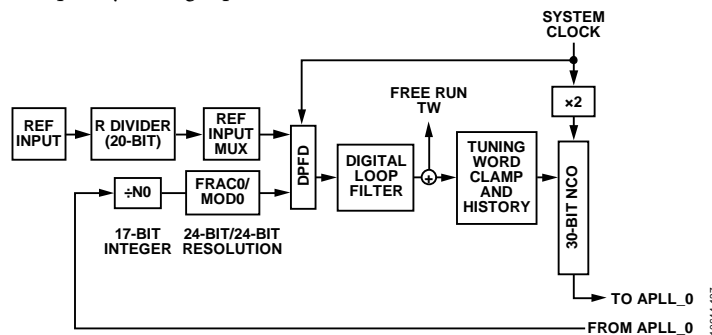 SYSTEM
CLOCK
×2
FREE RUN
TW
REF
INPUT
R DIVIDER
(20-BIT)
REF
INPUT
MUX
DPFD
DIGITAL
LOOP
FILTER
+
TUNING
WORD
CLAMP
AND
HISTORY
30-BIT NCO
÷N0
FRAC0/
MOD0
17-BIT
INTEGER
24-BIT/24-BIT
RESOLUTION
TO APLL_0
FROM APLL_0